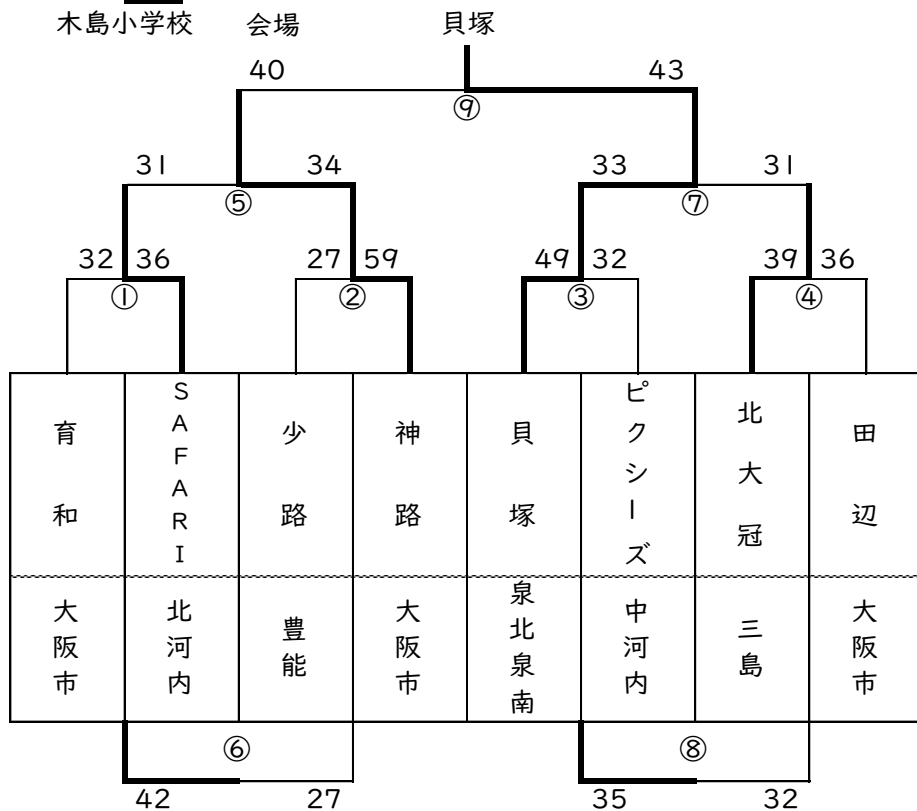 木島小学校 会場 貝塚
40 43
⑨
31 34 33 31
⑤ ⑦
32 36 27 59 49 32 39 36
① ② ③ ④
育和 SAFARI 少路 神路 貝塚 ピクシーズ 北大冠 田辺
大阪市 北河内 豊能 大阪市 泉北泉南 中河内 三島 大阪市
⑥ ⑧
42 27 35 32